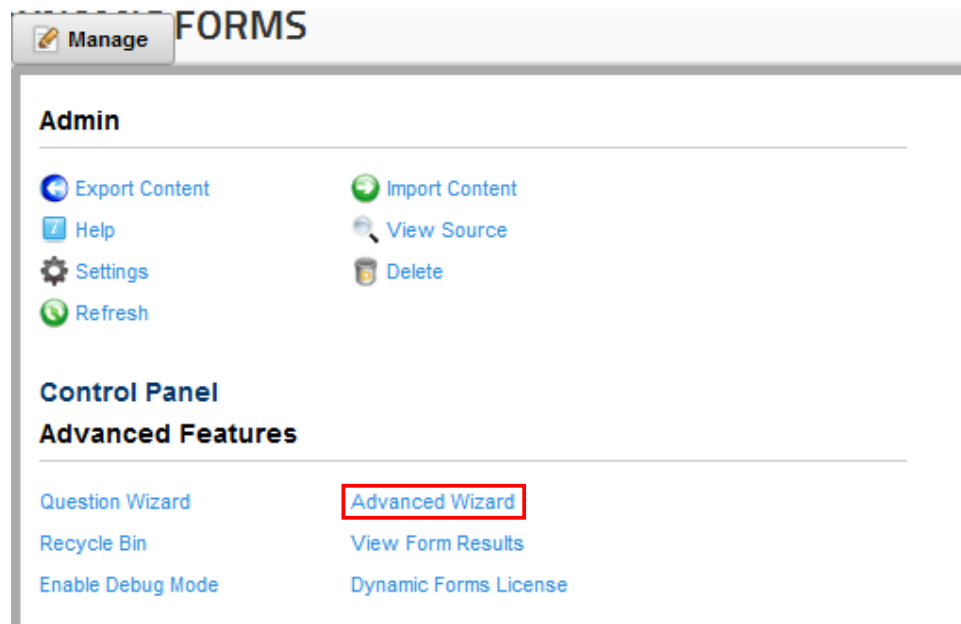 FORMS
Manage
Admin
Export Content Import Content
Help View Source
Settings Delete
Refresh
Control Panel
Advanced Features
Question Wizard Advanced Wizard
Recycle Bin View Form Results
Enable Debug Mode Dynamic Forms License